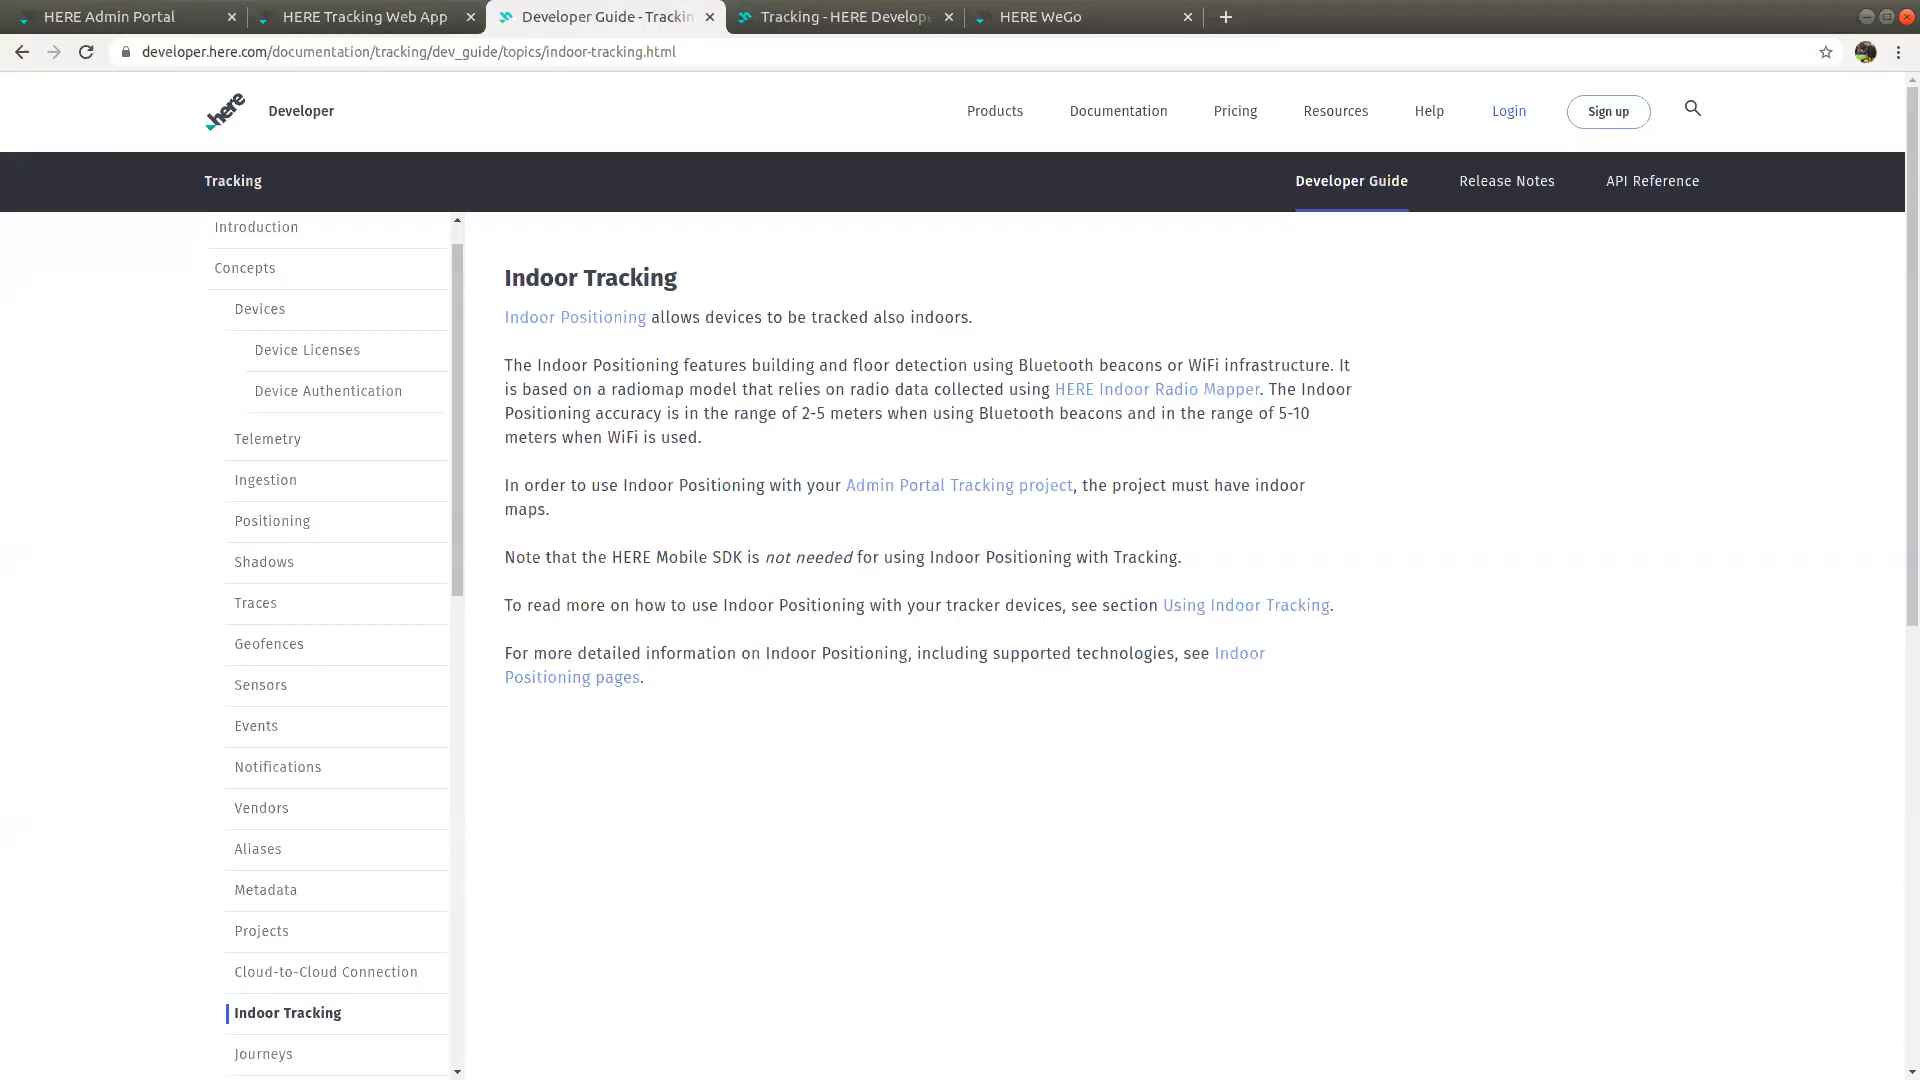 HERE Admin Portal
HERE Tracking Web App
Developer Guide - Trackin
Tracking - HERE Develop
HERE WeGo
developer.here.com/documentation/tracking/dev_guide/topics/indoor-tracking.html
here
Developer
Products
Documentation
Pricing
Resources
Help
Login
Sign up
Tracking
Developer Guide
Release Notes
API Reference
Introduction
Concepts
Devices
Device Licenses
Device Authentication
Telemetry
Ingestion
Positioning
Shadows
Traces
Geofences
Sensors
Events
Notifications
Vendors
Aliases
Metadata
Projects
Cloud-to-Cloud Connection
Indoor Tracking
Journeys
Indoor Tracking
Indoor Positioning allows devices to be tracked also indoors.
The Indoor Positioning features building and floor detection using Bluetooth beacons or WiFi infrastructure. It
is based on a radiomap model that relies on radio data collected using HERE Indoor Radio Mapper. The Indoor
Positioning accuracy is in the range of 2-5 meters when using Bluetooth beacons and in the range of 5-10
meters when WiFi is used.
In order to use Indoor Positioning with your Admin Portal Tracking project, the project must have indoor
maps.
Note that the HERE Mobile SDK is not needed for using Indoor Positioning with Tracking.
To read more on how to use Indoor Positioning with your tracker devices, see section Using Indoor Tracking.
For more detailed information on Indoor Positioning, including supported technologies, see Indoor
Positioning pages.